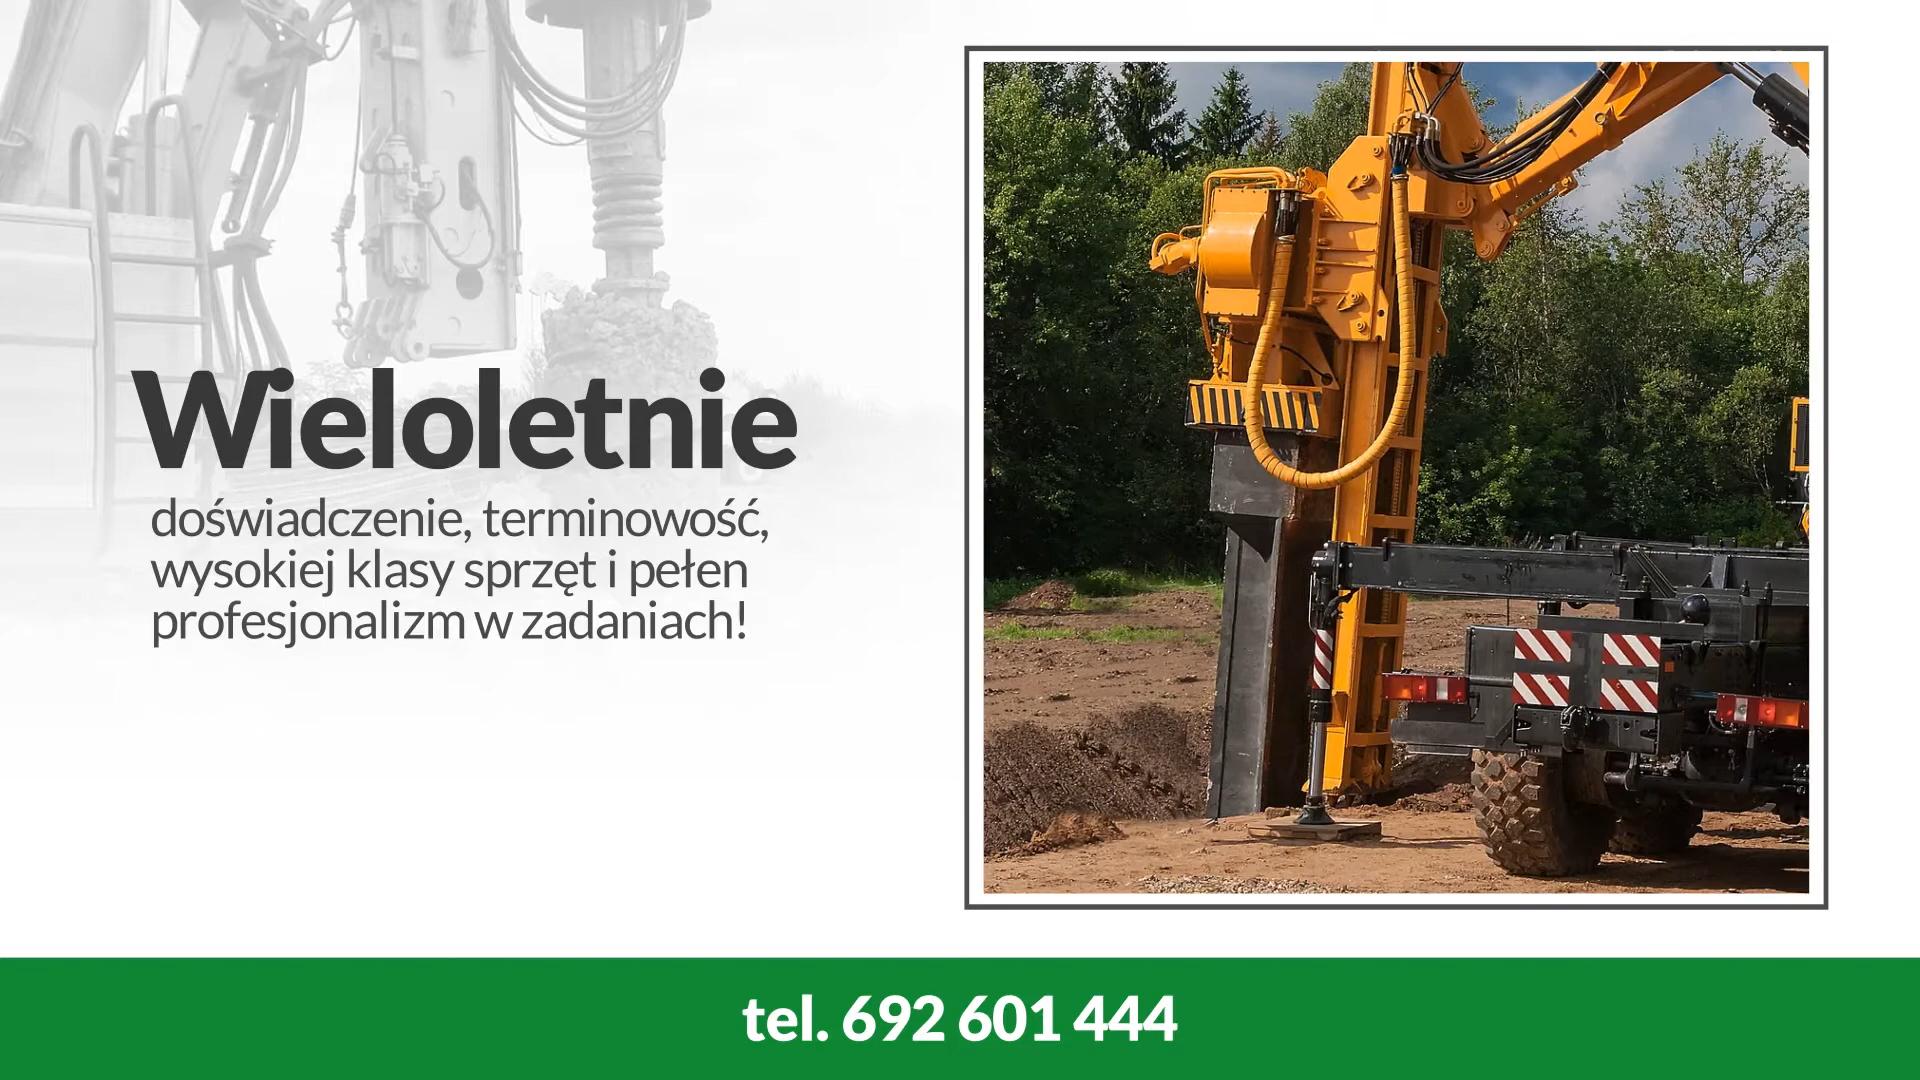 Wieloletnie
doświadczenie, terminowość,
wysokiej klasy sprzęt i pełen
profesjonalizm w zadaniach!
tel. 692 601 444